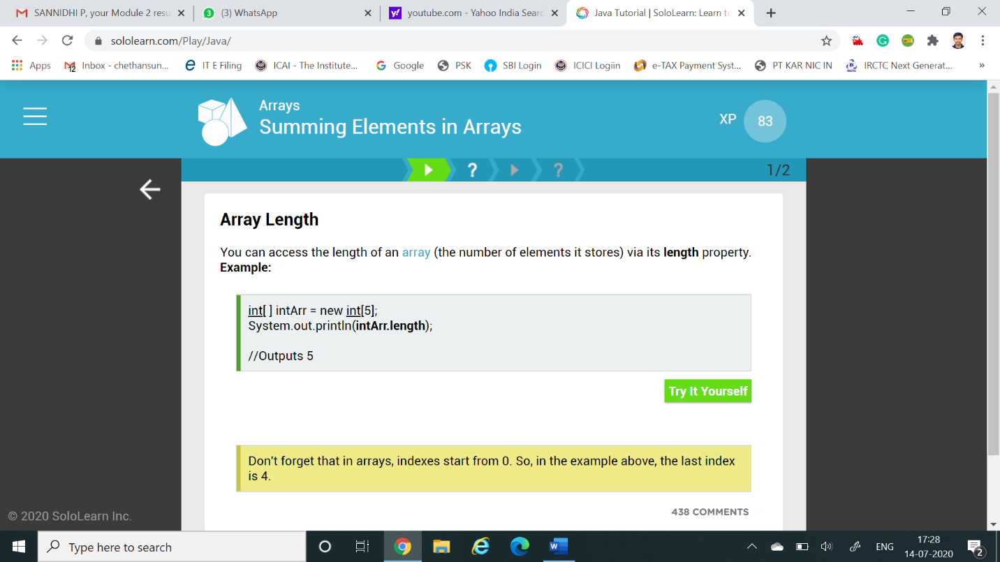 SANNIDHI P, your Module 2 resu
3 (3) WhatsApp
y! youtube.com - Yahoo India Searc
Java Tutorial | SoloLearn: Learn to
sololearn.com/Play/Java/
Apps
12 Inbox - chethansun...
IT E Filing
ICAI - The Institute...
Google
PSK
SBI Login
ICICI Logiin
e-TAX Payment Syst...
PT KAR NIC IN
IRCTC Next Generat...
»
Arrays
Summing Elements in Arrays
XP 83
? ?
1/2
Array Length
You can access the length of an array (the number of elements it stores) via its length property.
Example:
int[ ] intArr = new int[5];
System.out.println(intArr.length);
//Outputs 5
Try It Yourself
Don't forget that in arrays, indexes start from 0. So, in the example above, the last index
is 4.
438 COMMENTS
© 2020 SoloLearn Inc.
Type here to search
ENG
17:28
14-07-2020
2